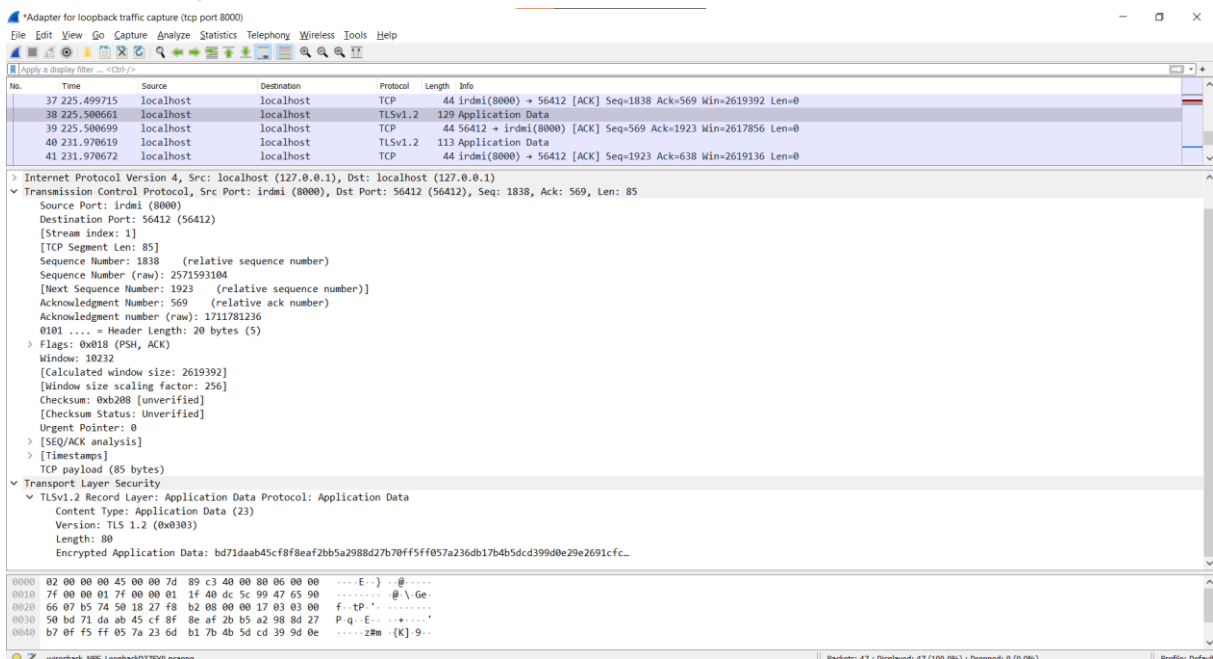 *Adapter for loopback traffic capture (tcp port 8000)
File Edit View Go Capture Analyze Statistics Telephony Wireless Tools Help
Apply a display filter ... <Ctrl-/>
No. Time Source Destination Protocol Length Info
37 225.499715 localhost localhost TCP 44 irdmi(8000) → 56412 [ACK] Seq=1838 Ack=569 Win=2619392 Len=0
38 225.500661 localhost localhost TLSv1.2 129 Application Data
39 225.500699 localhost localhost TCP 44 56412 → irdmi(8000) [ACK] Seq=569 Ack=1923 Win=2617856 Len=0
40 231.970619 localhost localhost TLSv1.2 113 Application Data
41 231.970672 localhost localhost TCP 44 irdmi(8000) → 56412 [ACK] Seq=1923 Ack=638 Win=2619136 Len=0
Internet Protocol Version 4, Src: localhost (127.0.0.1), Dst: localhost (127.0.0.1)
Transmission Control Protocol, Src Port: irdmi (8000), Dst Port: 56412 (56412), Seq: 1838, Ack: 569, Len: 85
Source Port: irdmi (8000)
Destination Port: 56412 (56412)
[Stream index: 1]
[TCP Segment Len: 85]
Sequence Number: 1838 (relative sequence number)
Sequence Number (raw): 2571593104
[Next Sequence Number: 1923 (relative sequence number)]
Acknowledgment Number: 569 (relative ack number)
Acknowledgment number (raw): 1711781236
0101 .... = Header Length: 20 bytes (5)
Flags: 0x018 (PSH, ACK)
Window: 10232
[Calculated window size: 2619392]
[Window size scaling factor: 256]
Checksum: 0xb208 [unverified]
[Checksum Status: Unverified]
Urgent Pointer: 0
[SEQ/ACK analysis]
[Timestamps]
TCP payload (85 bytes)
Transport Layer Security
TLSv1.2 Record Layer: Application Data Protocol: Application Data
Content Type: Application Data (23)
Version: TLS 1.2 (0x0303)
Length: 80
Encrypted Application Data: bd71daab45cf8f8eaf2bb5a2988d27b70ff5ff057a236db17b4b5dcd399d0e29e2691cfc…
0000 02 00 00 00 45 00 00 7d 89 c3 40 00 80 06 00 00 ····E··} ··@·····
0010 7f 00 00 01 7f 00 00 01 1f 40 dc 5c 99 47 65 90 ········ ·@·\·Ge·
0020 66 07 b5 74 50 18 27 f8 b2 08 00 00 17 03 03 00 f··tP·'· ········
0030 50 bd 71 da ab 45 cf 8f 8e af 2b b5 a2 98 8d 27 P·q··E·· ··+····'
0040 b7 0f f5 ff 05 7a 23 6d b1 7b 4b 5d cd 39 9d 0e ·····z#m ·{K]·9··
Packets: 47 · Displayed: 47 (100.0%) · Dropped: 0 (0.0%) Profile: Default